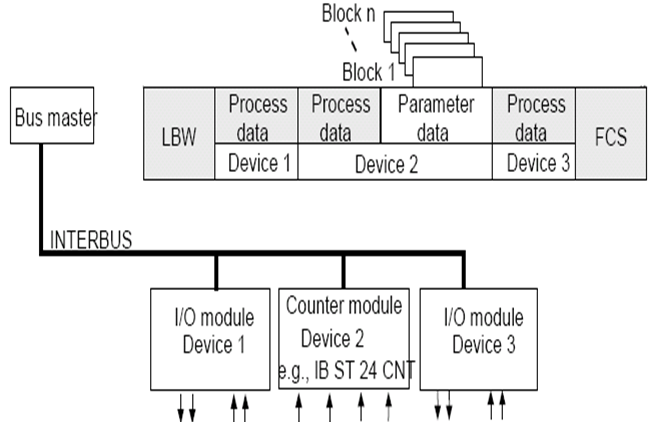 Block n
Block 1
Bus master
LBW
Process
data
Process
data
Parameter
data
Process
data
FCS
Device 1
Device 2
Device 3
INTERBUS
I/O module
Device 1
Counter module
Device 2
e.g., IB ST 24 CNT
I/O module
Device 3